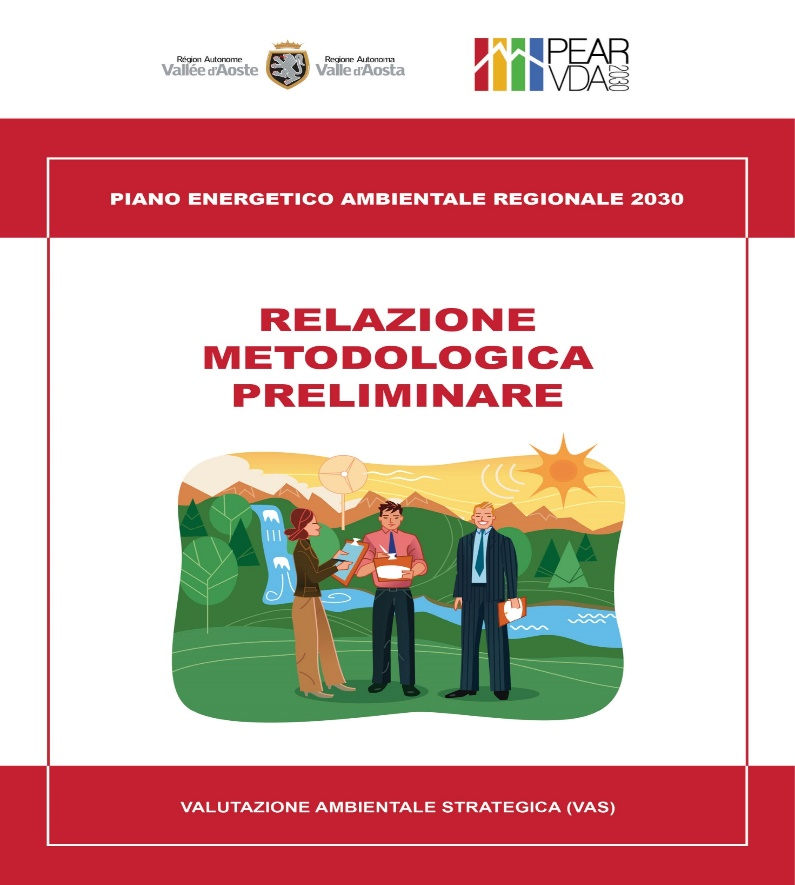 Région Autonome
Vallée d'Aoste
Regione Autonoma
Valle d'Aosta
PEAR
VDA
2030
PIANO ENERGETICO AMBIENTALE REGIONALE 2030
RELAZIONE
METODOLOGICA
PRELIMINARE
VALUTAZIONE AMBIENTALE STRATEGICA (VAS)